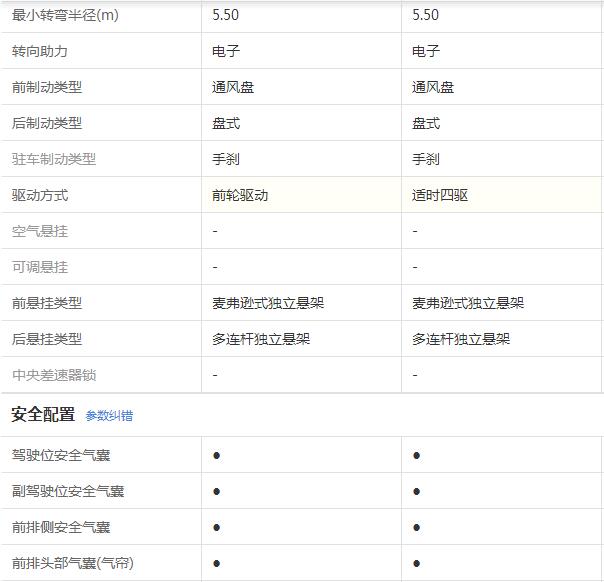 最小转弯半径(m) 5.50 5.50
转向助力 电子 电子
前制动类型 通风盘 通风盘
后制动类型 盘式 盘式
驻车制动类型 手刹 手刹
驱动方式 前轮驱动 适时四驱
空气悬挂 - -
可调悬挂 - -
前悬挂类型 麦弗逊式独立悬架 麦弗逊式独立悬架
后悬挂类型 多连杆独立悬架 多连杆独立悬架
中央差速器锁 - -
安全配置 参数纠错
驾驶位安全气囊 ● ●
副驾驶位安全气囊 ● ●
前排侧安全气囊 ● ●
前排头部气囊(气帘) ● ●